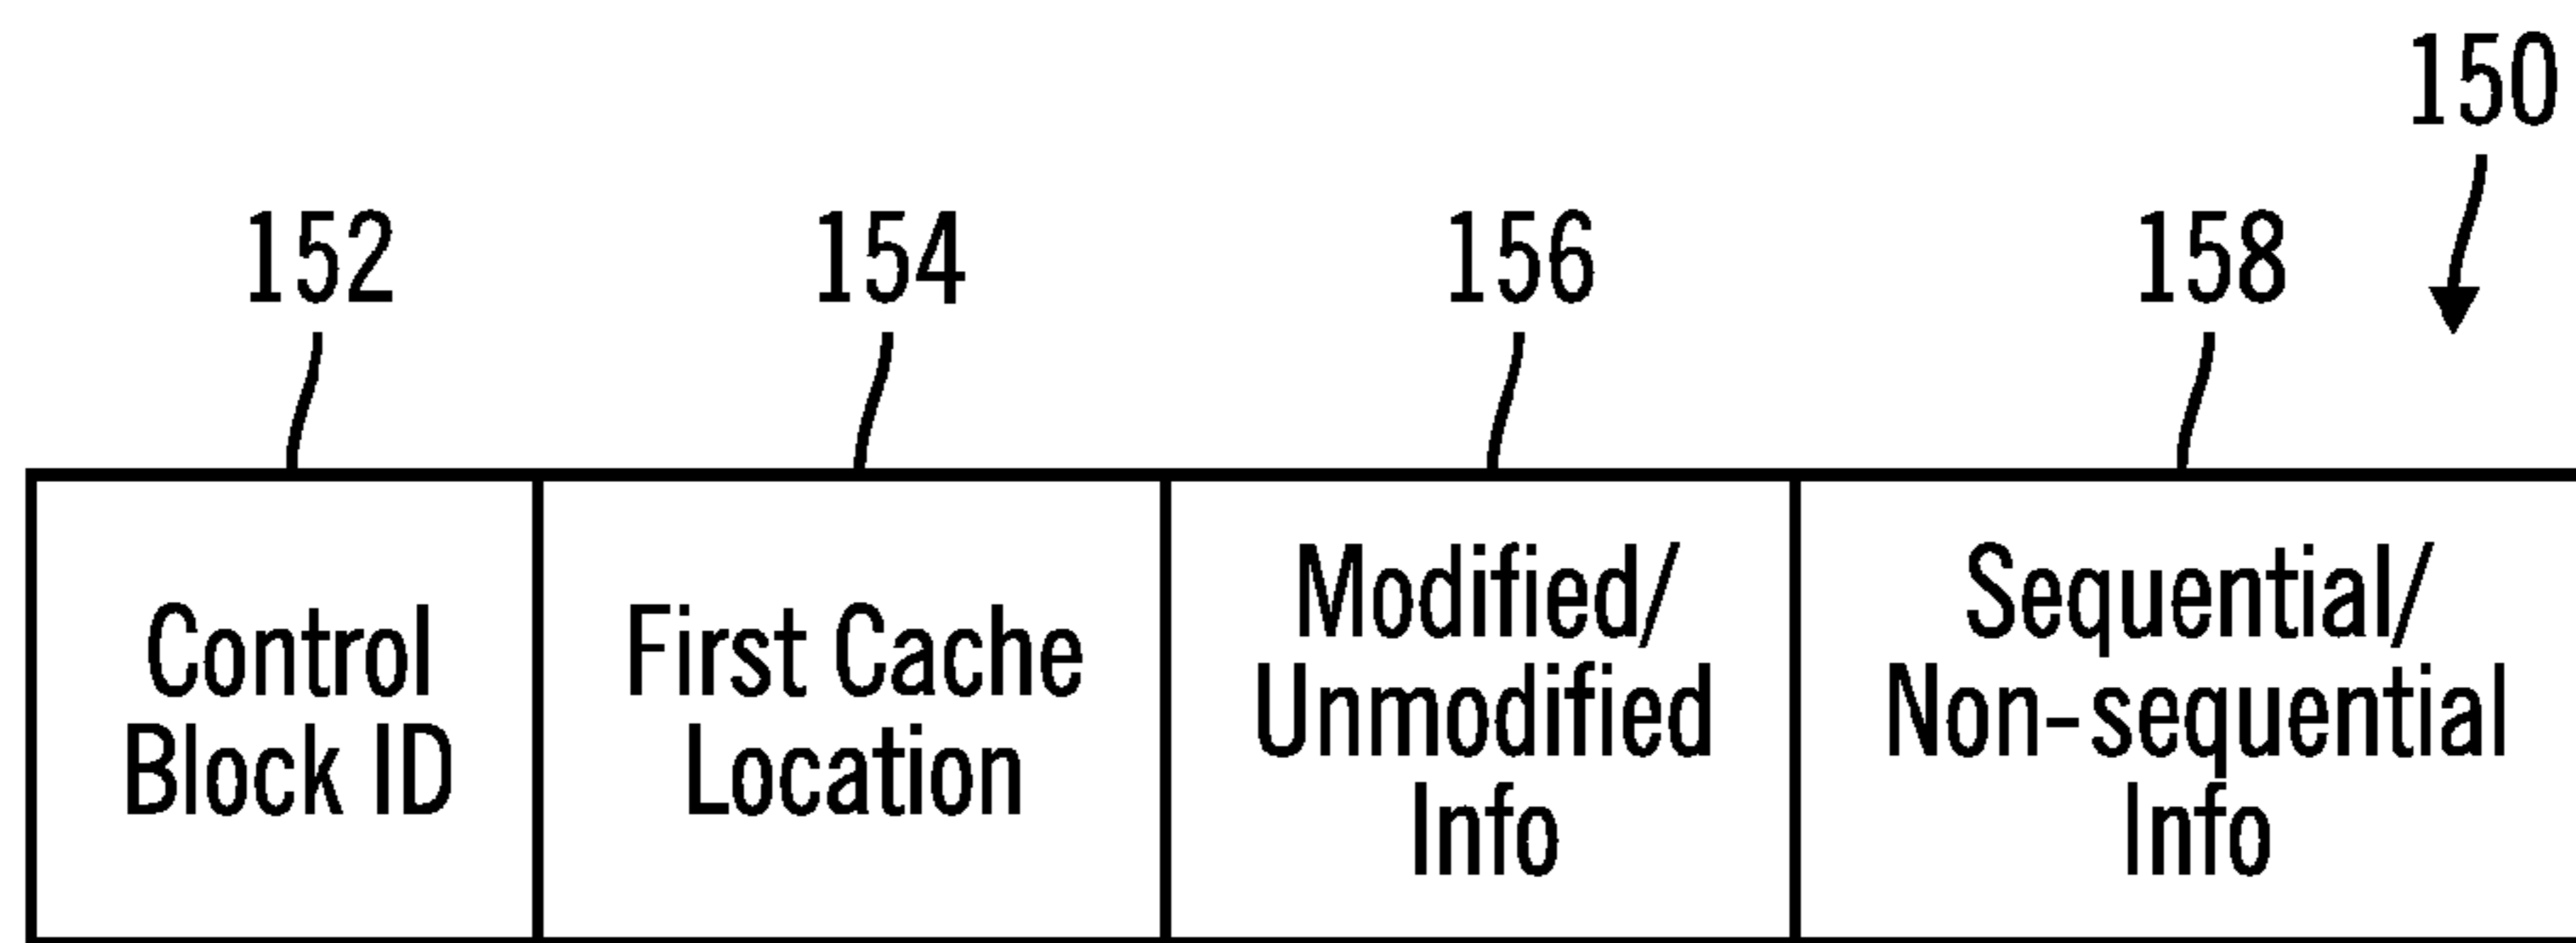 150
152 154 156 158
Control
Block ID
First Cache
Location
Modified/
Unmodified
Info
Sequential/
Non-sequential
Info